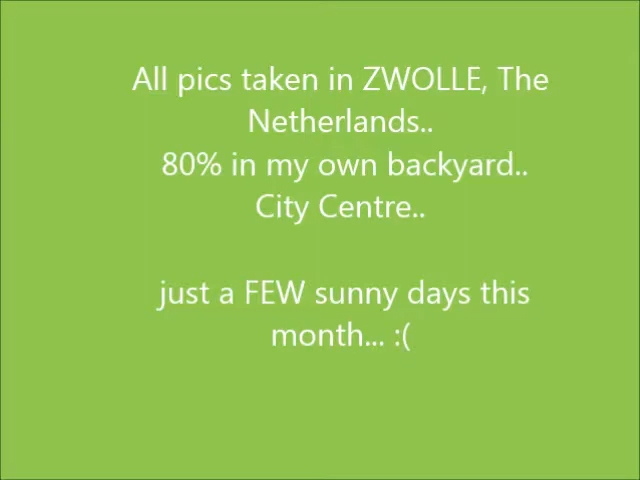 All pics taken in ZWOLLE, The
Netherlands..
80% in my own backyard..
City Centre..
just a FEW sunny days this
month... :(